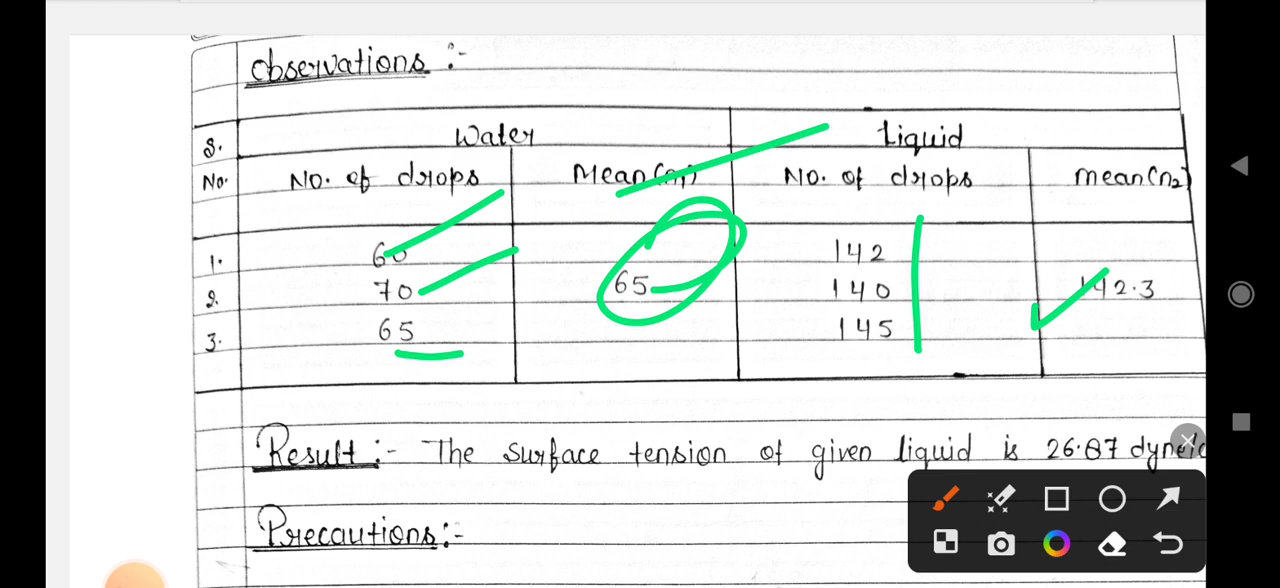 Observations :-
S. No. Water Liquid
No. of drops Mean (n1) No. of drops mean (n2)
1. 60 142
2. 70 65 140 142.3
3. 65 145
Result :- The surface tension of given liquid is 26.87
Precautions :-